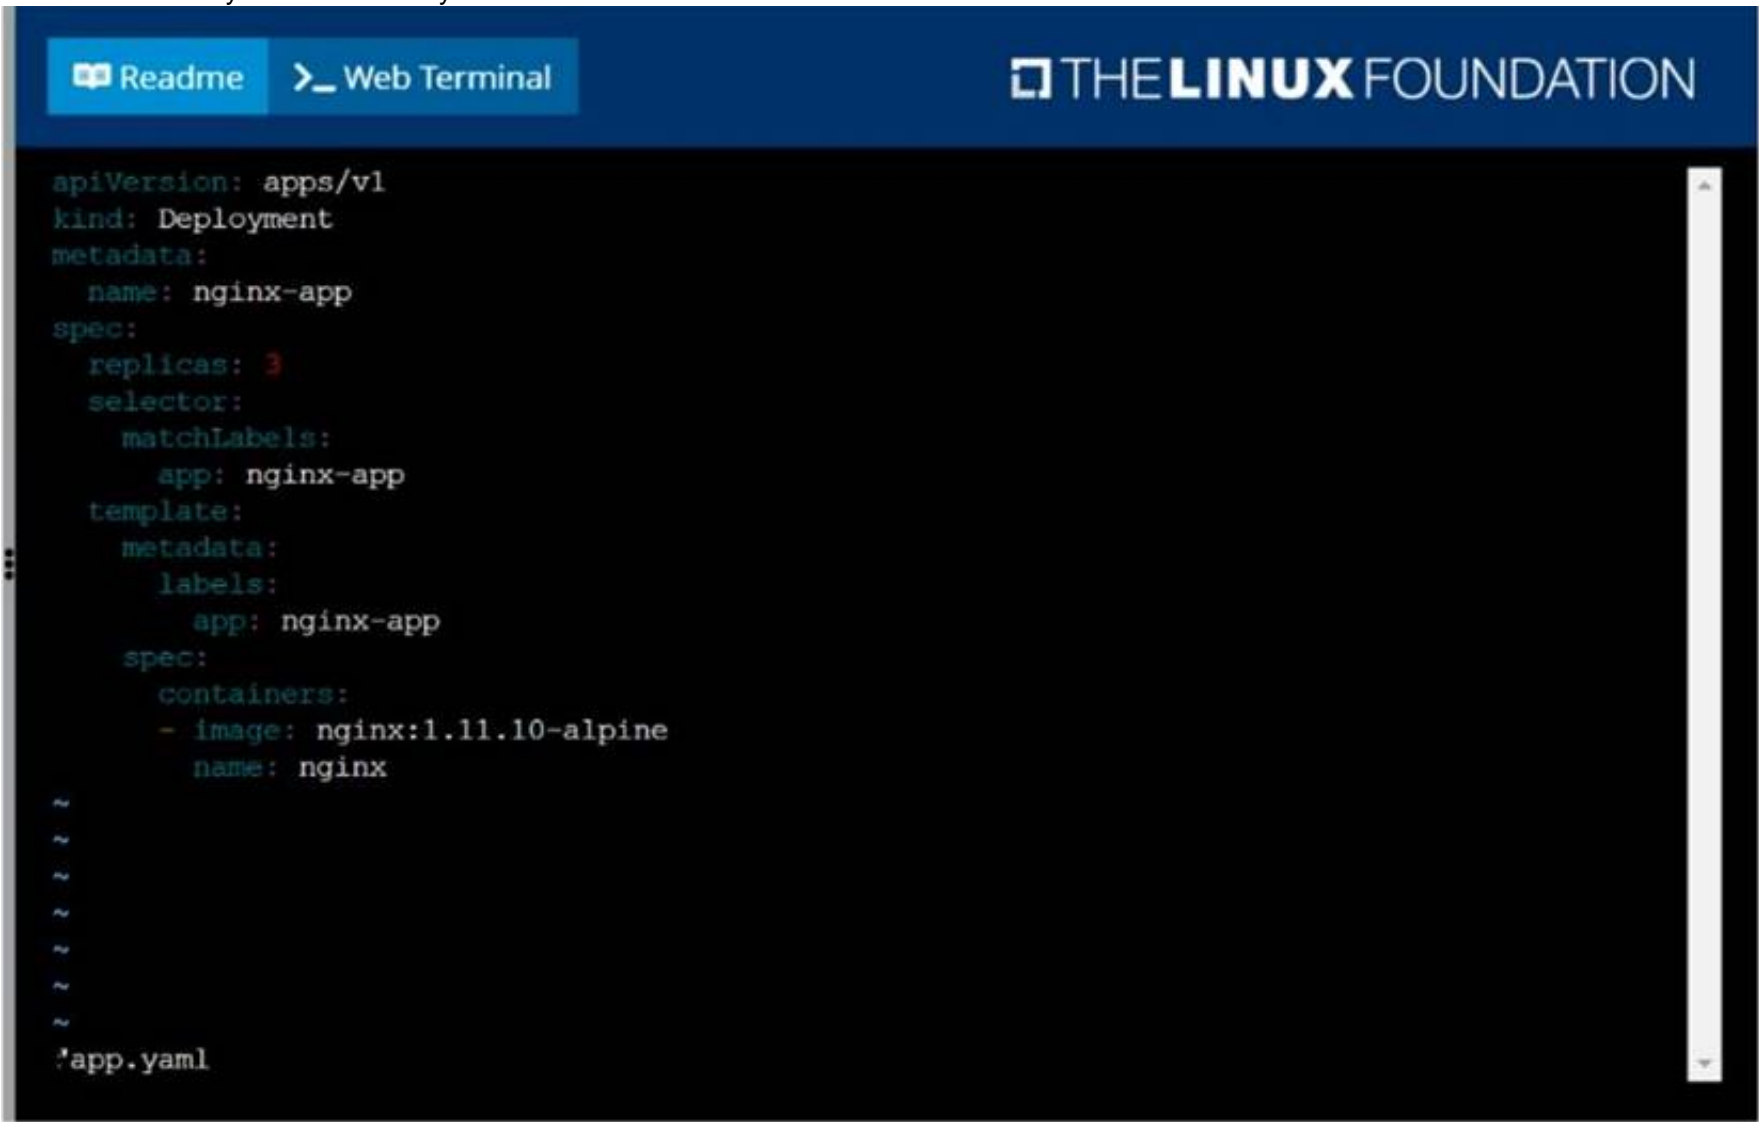 Readme >_ Web Terminal THE LINUX FOUNDATION
apiVersion: apps/v1
kind: Deployment
metadata:
  name: nginx-app
spec:
  replicas: 3
  selector:
    matchLabels:
      app: nginx-app
  template:
    metadata:
      labels:
        app: nginx-app
    spec:
      containers:
      - image: nginx:1.11.10-alpine
        name: nginx
~
~
~
~
~
~
~
"app.yaml